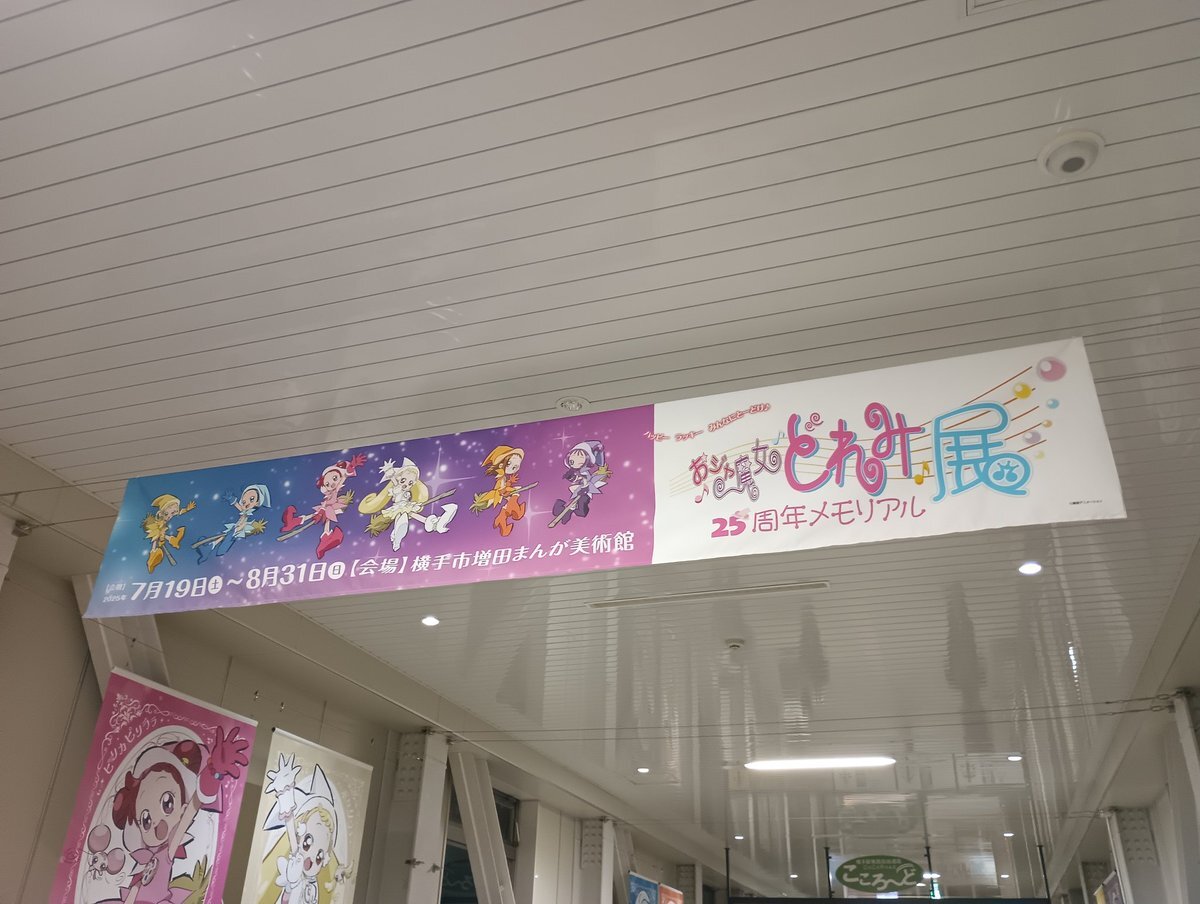 ッピー ラッキー みんなにとーどけ♪
おジャ魔女どれみ展
25周年メモリアル
【会期】
2025年 7月19日㊏～8月31日㊐【会場】横手市増田まんが美術館
ピリカピリララ
こころーど